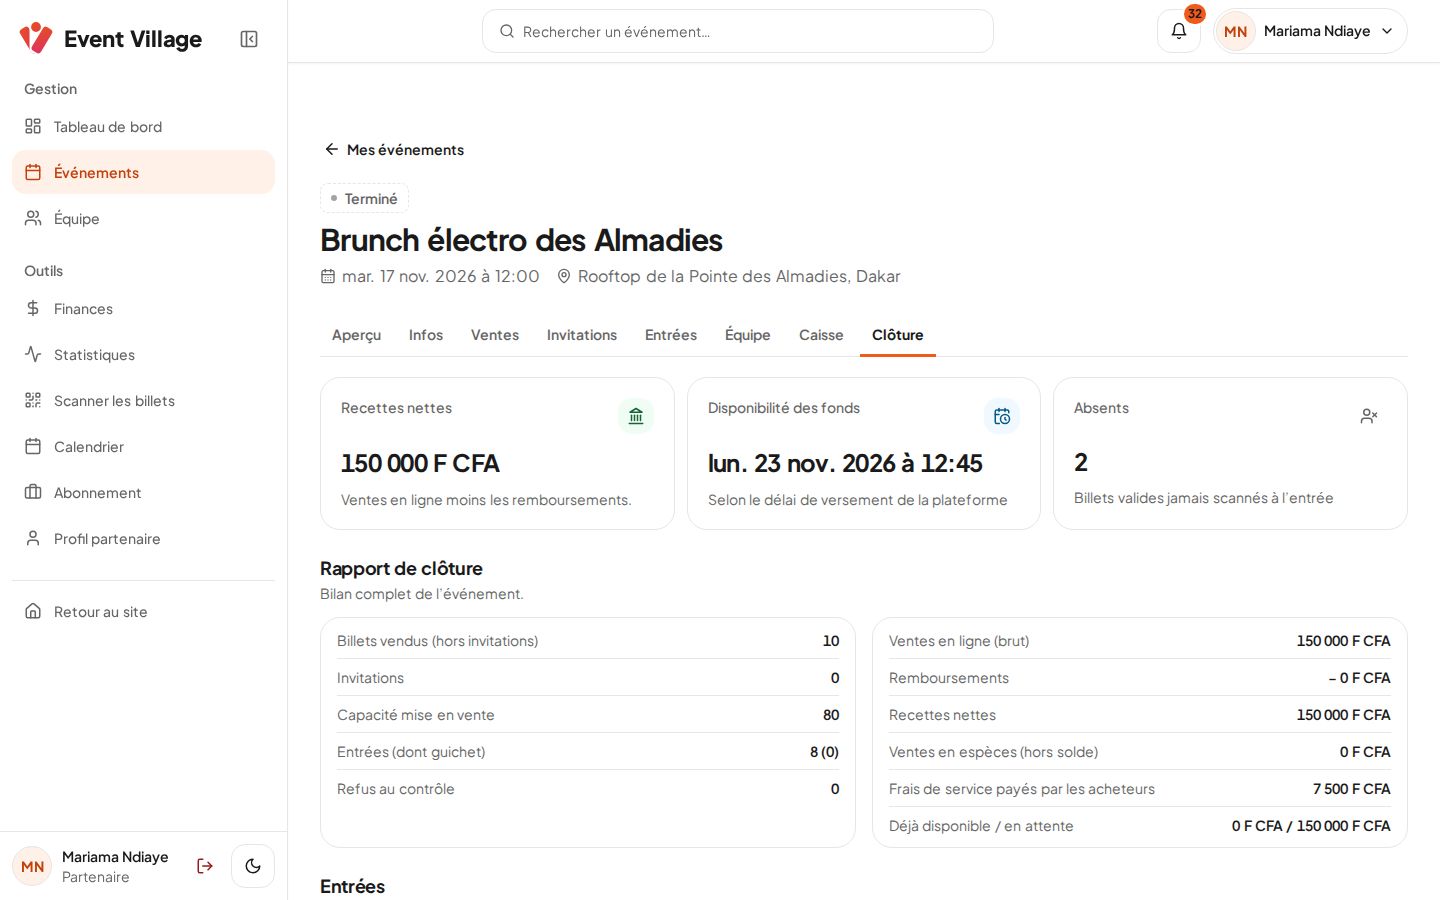 Event Village
Rechercher un événement...
32
MN
Mariama Ndiaye
Gestion
Tableau de bord
Événements
Équipe
Outils
Finances
Statistiques
Scanner les billets
Calendrier
Abonnement
Profil partenaire
Retour au site
MN
Mariama Ndiaye
Partenaire
Mes événements
Terminé
Brunch électro des Almadies
mar. 17 nov. 2026 à 12:00 Rooftop de la Pointe des Almadies, Dakar
Aperçu Infos Ventes Invitations Entrées Équipe Caisse Clôture
Recettes nettes
150 000 F CFA
Ventes en ligne moins les remboursements.
Disponibilité des fonds
lun. 23 nov. 2026 à 12:45
Selon le délai de versement de la plateforme
Absents
2
Billets valides jamais scannés à l'entrée
Rapport de clôture
Bilan complet de l'événement.
Billets vendus (hors invitations) 10
Invitations 0
Capacité mise en vente 80
Entrées (dont guichet) 8 (0)
Refus au contrôle 0
Ventes en ligne (brut) 150 000 F CFA
Remboursements – 0 F CFA
Recettes nettes 150 000 F CFA
Ventes en espèces (hors solde) 0 F CFA
Frais de service payés par les acheteurs 7 500 F CFA
Déjà disponible / en attente 0 F CFA / 150 000 F CFA
Entrées